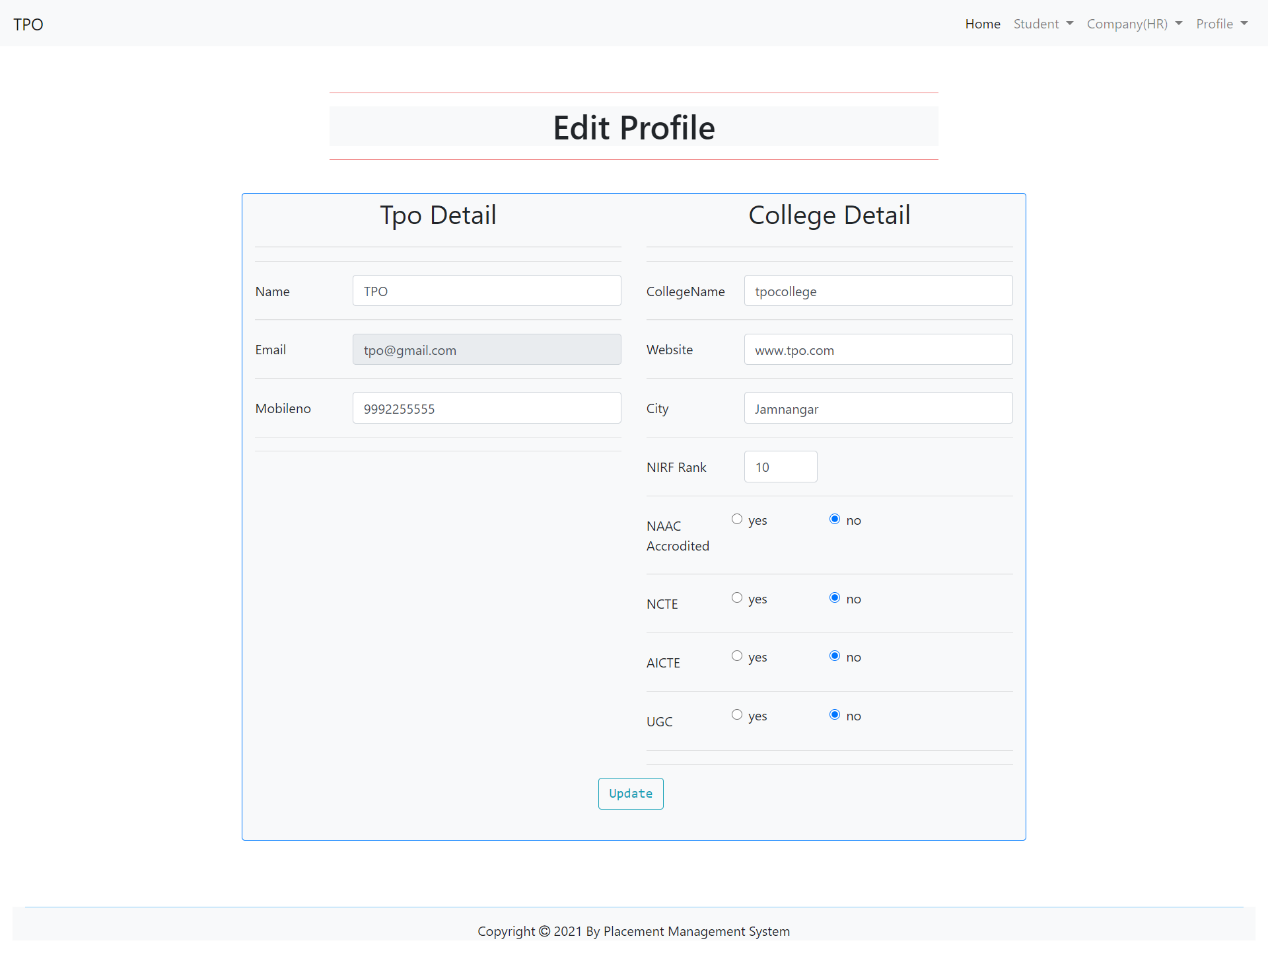 TPO
Home Student Company(HR) Profile
Edit Profile
Tpo Detail
Name TPO
Email tpo@gmail.com
Mobileno 9992255555
College Detail
CollegeName tpocollege
Website www.tpo.com
City Jamnangar
NIRF Rank 10
NAAC
Accrodited
yes no
NCTE yes no
AICTE yes no
UGC yes no
Update
Copyright © 2021 By Placement Management System